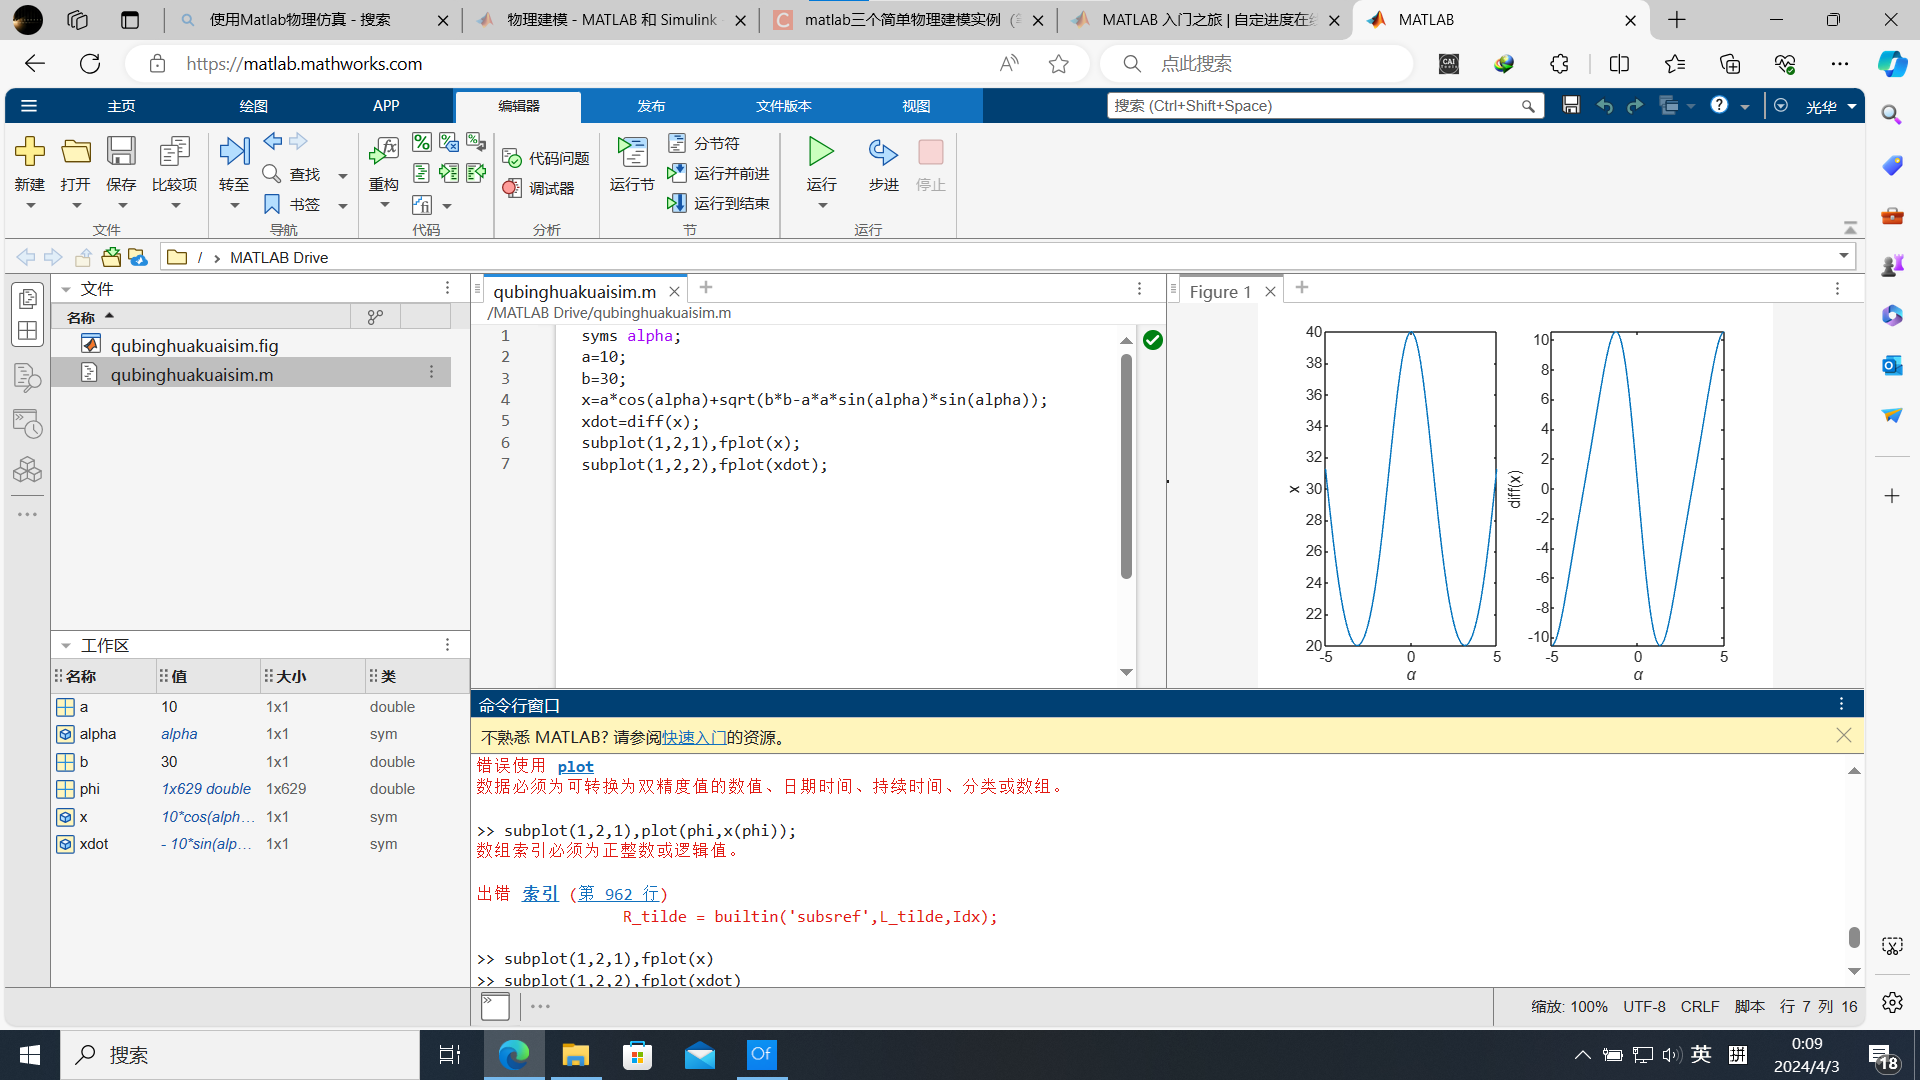 使用Matlab物理仿真 - 搜索
物理建模 - MATLAB 和 Simulink
matlab三个简单物理建模实例
MATLAB 入门之旅 | 自定进度在线
MATLAB
https://matlab.mathworks.com
点此搜索
主页
绘图
APP
编辑器
发布
文件版本
视图
搜索 (Ctrl+Shift+Space)
光华
新建
打开
保存
比较项
文件
转至
查找
书签
导航
重构
代码
代码问题
调试器
分析
运行节
分节符
运行并前进
运行到结束
节
运行
步进
停止
运行
/ › MATLAB Drive
文件
名称
qubinghuakuaisim.fig
qubinghuakuaisim.m
工作区
名称 值 大小 类
a 10 1x1 double
alpha alpha 1x1 sym
b 30 1x1 double
phi 1x629 double 1x629 double
x 10*cos(alph... 1x1 sym
xdot - 10*sin(alp... 1x1 sym
qubinghuakuaisim.m
/MATLAB Drive/qubinghuakuaisim.m
1 syms alpha;
2 a=10;
3 b=30;
4 x=a*cos(alpha)+sqrt(b*b-a*a*sin(alpha)*sin(alpha));
5 xdot=diff(x);
6 subplot(1,2,1),fplot(x);
7 subplot(1,2,2),fplot(xdot);
Figure 1
40
38
36
34
32
30
28
26
24
22
20
x
-5 0 5
α
10
8
6
4
2
0
-2
-4
-6
-8
-10
diff(x)
-5 0 5
α
命令行窗口
不熟悉 MATLAB? 请参阅快速入门的资源。
错误使用 plot
数据必须为可转换为双精度值的数值、日期时间、持续时间、分类或数组。
>> subplot(1,2,1),plot(phi,x(phi));
数组索引必须为正整数或逻辑值。
出错 索引 (第 962 行)
R_tilde = builtin('subsref',L_tilde,Idx);
>> subplot(1,2,1),fplot(x)
>> subplot(1,2,2),fplot(xdot)
缩放: 100% UTF-8 CRLF 脚本 行 7 列 16
搜索
Of
英
拼
0:09
2024/4/3
18